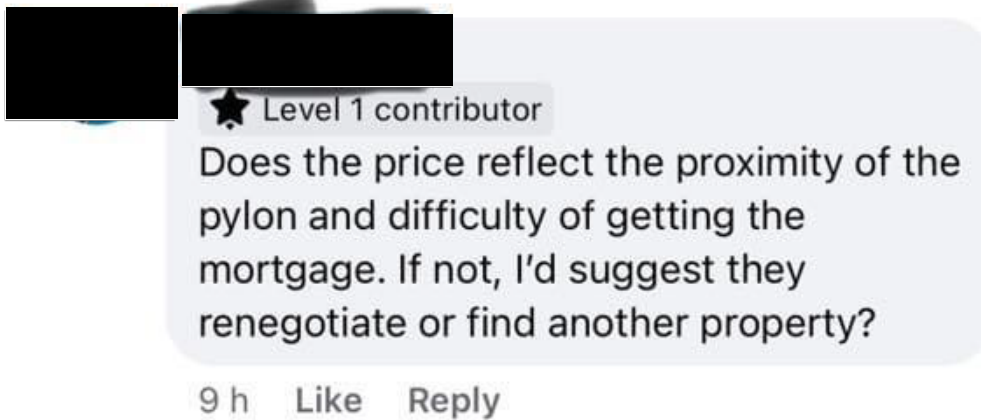 Level 1 contributor
Does the price reflect the proximity of the
pylon and difficulty of getting the
mortgage. If not, I'd suggest they
renegotiate or find another property?
9 h Like Reply